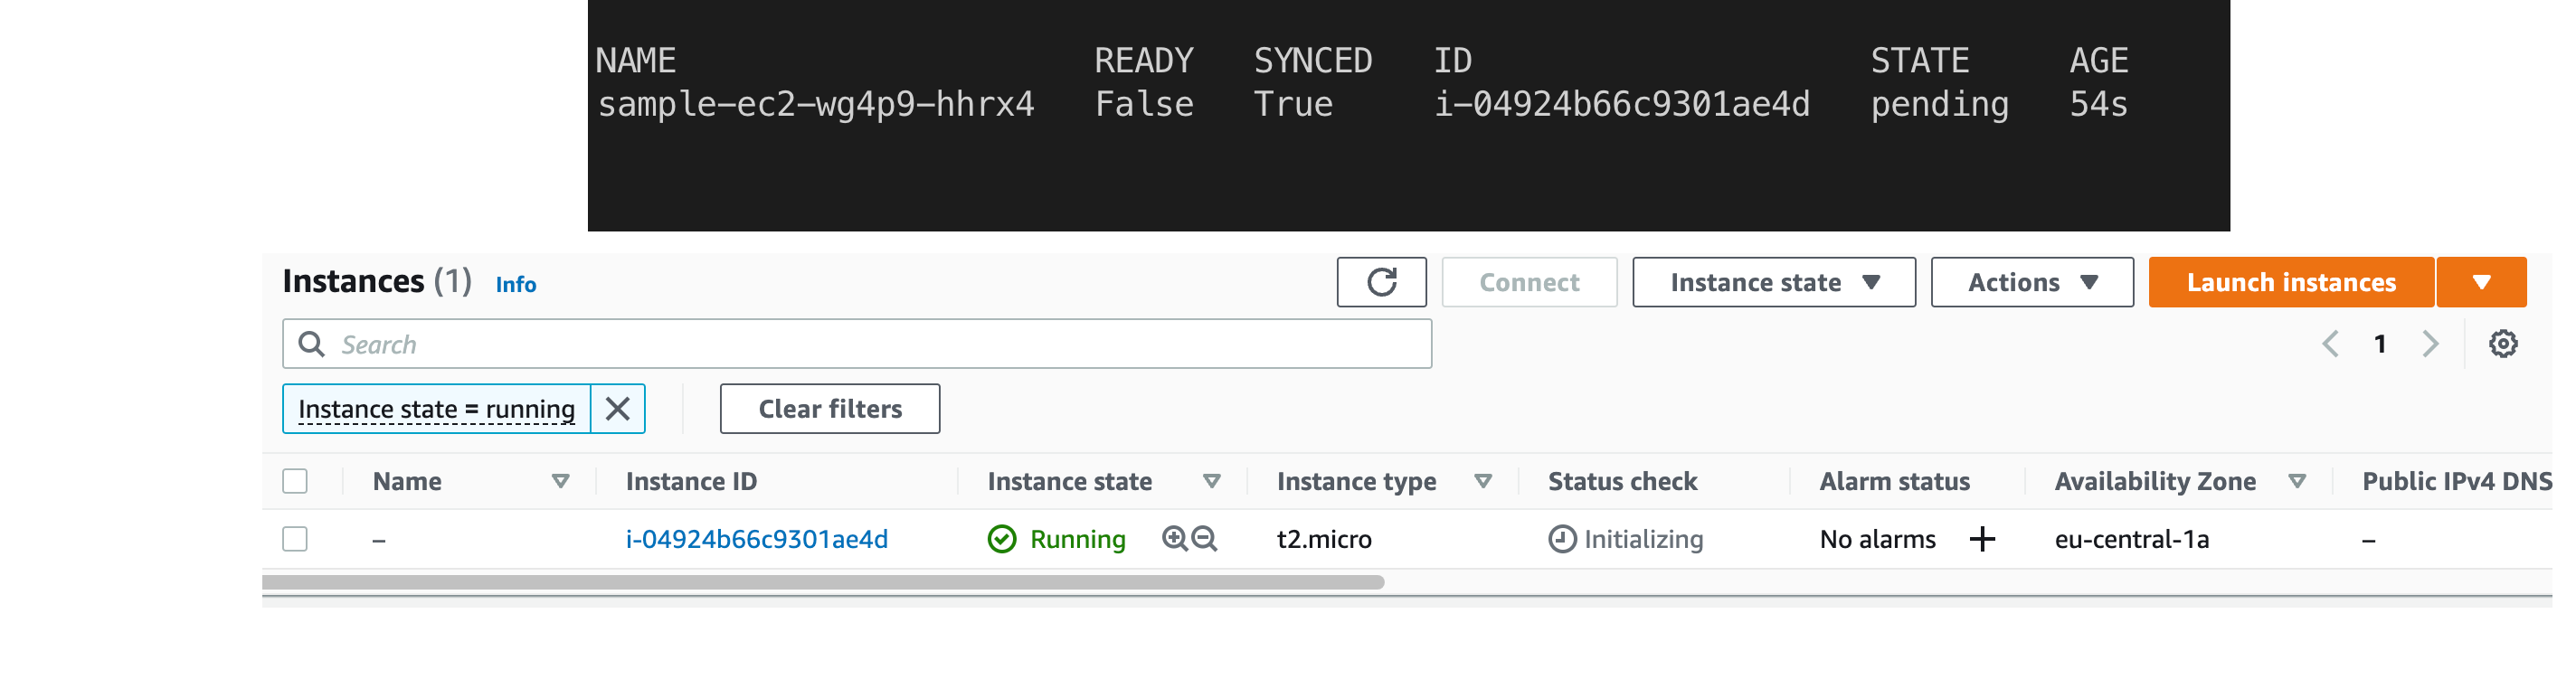 NAME READY SYNCED ID STATE AGE
sample-ec2-wg4p9-hhrx4 False True i-04924b66c9301ae4d pending 54s
Instances (1) Info Connect Instance state Actions Launch instances
Search 1
Instance state = running Clear filters
Name Instance ID Instance state Instance type Status check Alarm status Availability Zone Public IPv4 DNS
– i-04924b66c9301ae4d Running t2.micro Initializing No alarms + eu-central-1a –